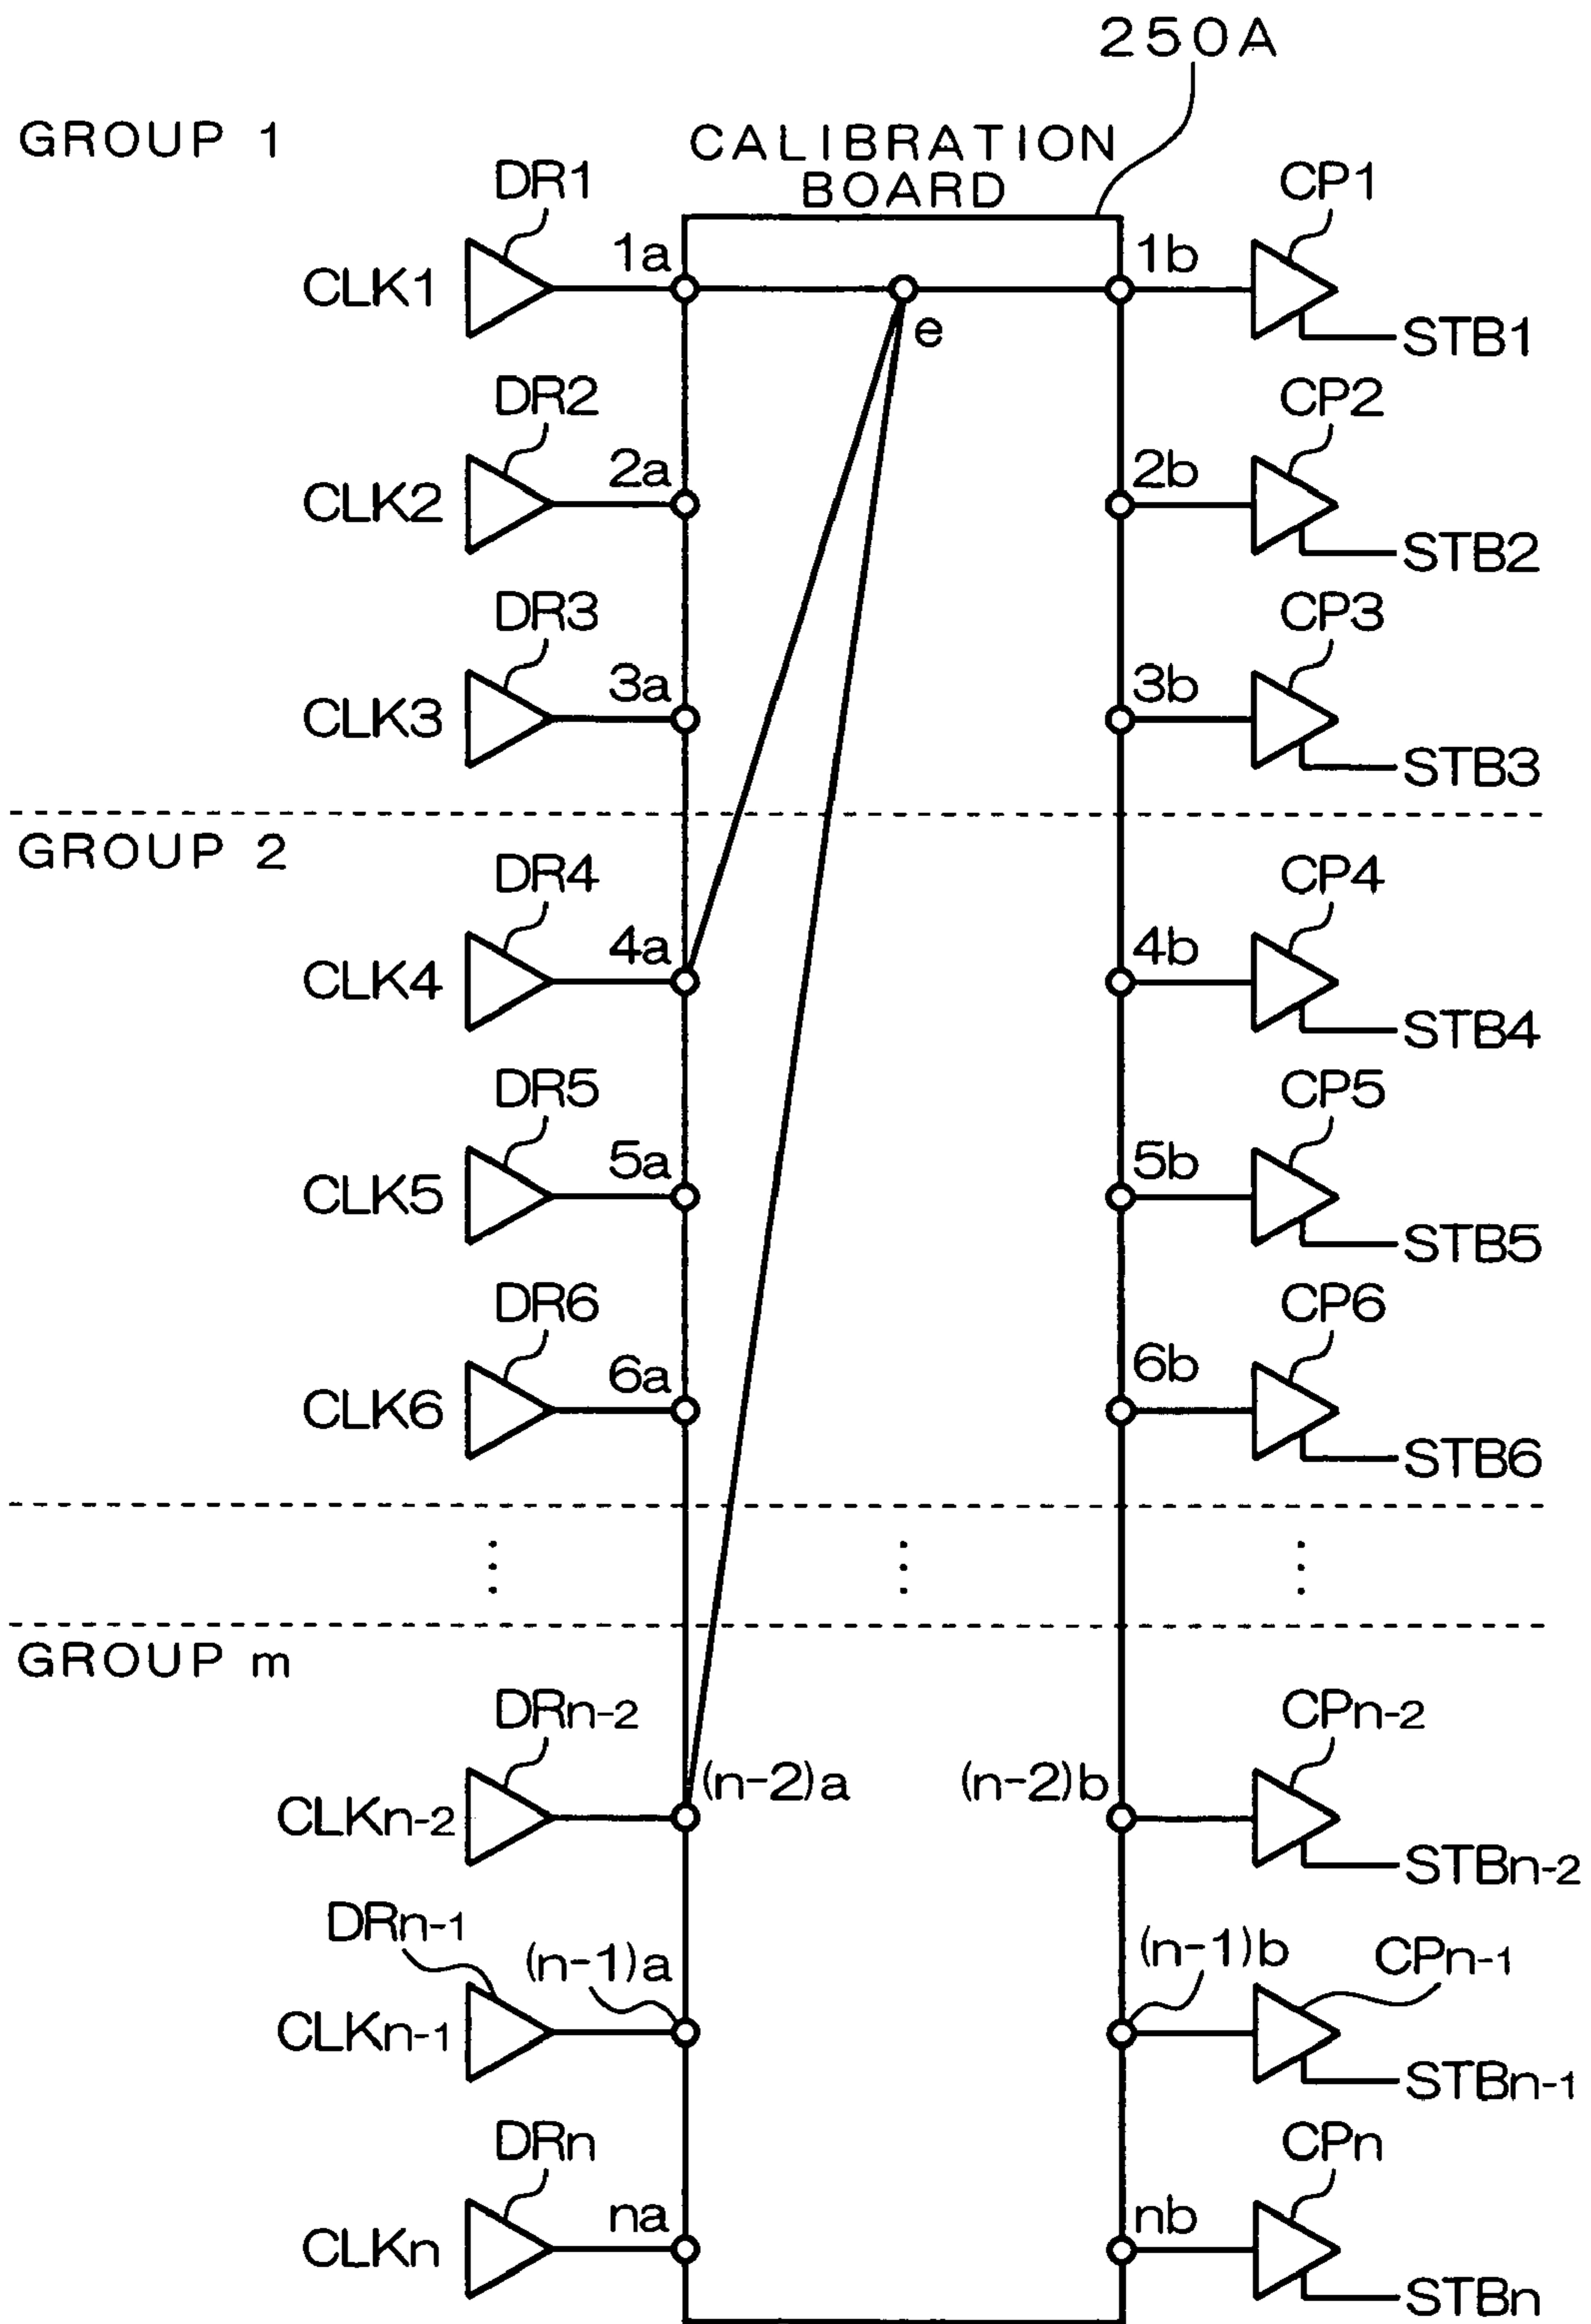 250A
GROUP 1
CALIBRATION
BOARD
DR1
CP1
1a
1b
CLK1
e
STB1
DR2
CP2
2a
2b
CLK2
STB2
DR3
CP3
3a
3b
CLK3
STB3
GROUP 2
DR4
CP4
4a
4b
CLK4
STB4
DR5
CP5
5a
5b
CLK5
STB5
DR6
CP6
6a
6b
CLK6
STB6
GROUP m
DRn-2
CPn-2
(n-2)a
(n-2)b
CLKn-2
STBn-2
DRn-1
(n-1)a
(n-1)b
CPn-1
CLKn-1
STBn-1
DRn
CPn
na
nb
CLKn
STBn